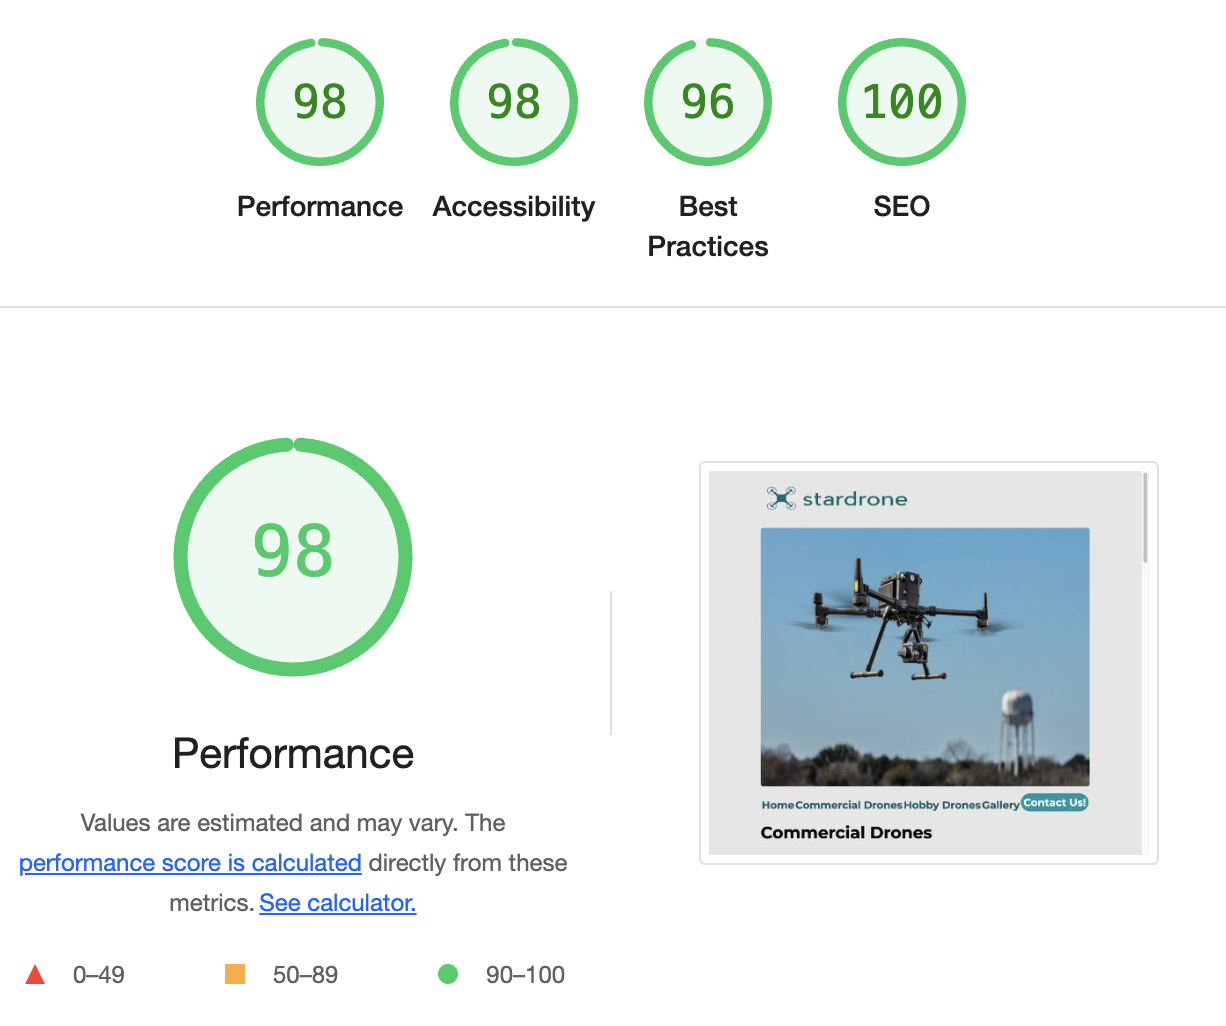 98
98
96
100
Performance
Accessibility
Best
Practices
SEO
98
Performance
Values are estimated and may vary. The
performance score is calculated directly from these
metrics. See calculator.
0–49
50–89
90–100
stardrone
Home Commercial Drones Hobby Drones Gallery Contact Us!
Commercial Drones